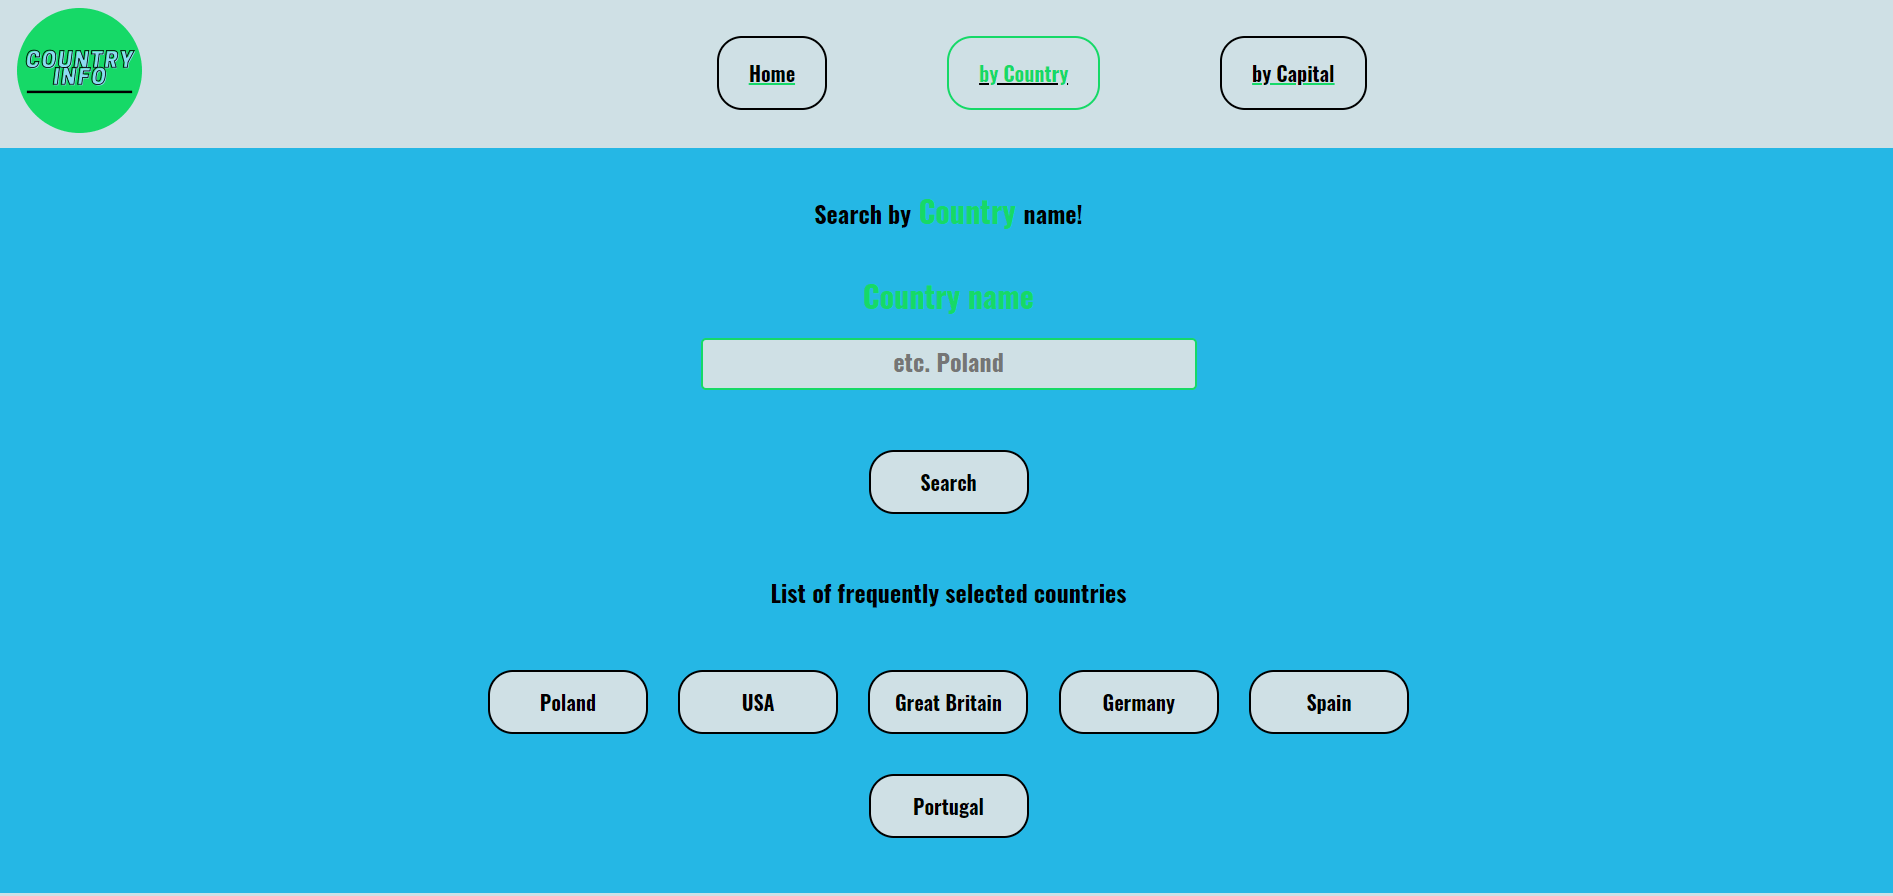 COUNTRY
INFO
Home by Country by Capital
Search by Country name!
Country name
etc. Poland
Search
List of frequently selected countries
Poland USA Great Britain Germany Spain
Portugal